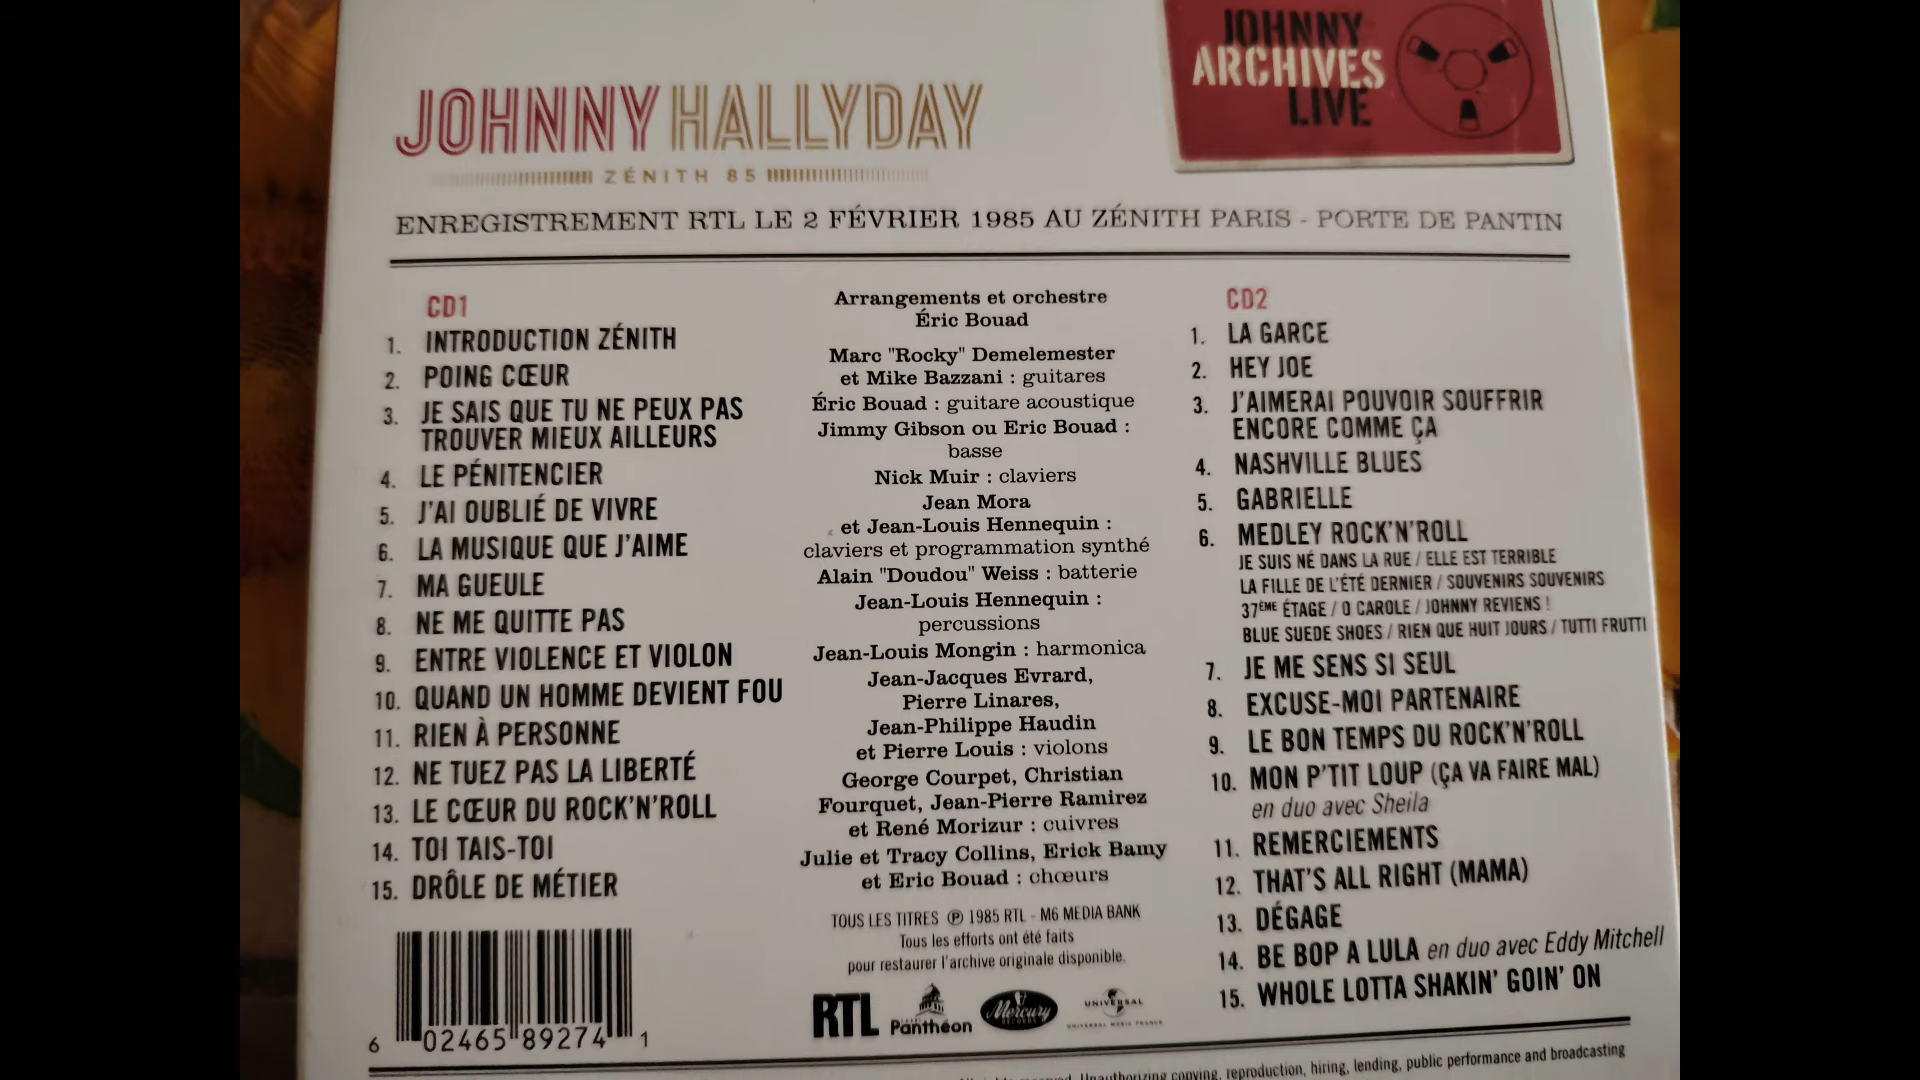 JOHNNY
ARCHIVES
LIVE
JOHNNY HALLYDAY
ZÉNITH 85
ENREGISTREMENT RTL LE 2 FÉVRIER 1985 AU ZÉNITH PARIS - PORTE DE PANTIN
CD1
1. INTRODUCTION ZÉNITH
2. POING CŒUR
3. JE SAIS QUE TU NE PEUX PAS
TROUVER MIEUX AILLEURS
4. LE PÉNITENCIER
5. J'AI OUBLIÉ DE VIVRE
6. LA MUSIQUE QUE J'AIME
7. MA GUEULE
8. NE ME QUITTE PAS
9. ENTRE VIOLENCE ET VIOLON
10. QUAND UN HOMME DEVIENT FOU
11. RIEN À PERSONNE
12. NE TUEZ PAS LA LIBERTÉ
13. LE CŒUR DU ROCK'N'ROLL
14. TOI TAIS-TOI
15. DRÔLE DE MÉTIER
6 02465 89274 1
Arrangements et orchestre
Éric Bouad
Marc "Rocky" Demelemester
et Mike Bazzani : guitares
Éric Bouad : guitare acoustique
Jimmy Gibson ou Eric Bouad :
basse
Nick Muir : claviers
Jean Mora
et Jean-Louis Hennequin :
claviers et programmation synthé
Alain "Doudou" Weiss : batterie
Jean-Louis Hennequin :
percussions
Jean-Louis Mongin : harmonica
Jean-Jacques Evrard,
Pierre Linares,
Jean-Philippe Haudin
et Pierre Louis : violons
George Courpet, Christian
Fourquet, Jean-Pierre Ramirez
et René Morizur : cuivres
Julie et Tracy Collins, Erick Bamy
et Eric Bouad : chœurs
TOUS LES TITRES ℗ 1985 RTL - M6 MEDIA BANK
Tous les efforts ont été faits
pour restaurer l'archive originale disponible.
RTL
Panthéon
Mercury
RECORDS
UNIVERSAL
UNIVERSAL MUSIC FRANCE
CD2
1. LA GARCE
2. HEY JOE
3. J'AIMERAI POUVOIR SOUFFRIR
ENCORE COMME ÇA
4. NASHVILLE BLUES
5. GABRIELLE
6. MEDLEY ROCK'N'ROLL
JE SUIS NÉ DANS LA RUE / ELLE EST TERRIBLE
LA FILLE DE L'ÉTÉ DERNIER / SOUVENIRS SOUVENIRS
37ÈME ÉTAGE / O CAROLE / JOHNNY REVIENS !
BLUE SUEDE SHOES / RIEN QUE HUIT JOURS / TUTTI FRUTTI
7. JE ME SENS SI SEUL
8. EXCUSE-MOI PARTENAIRE
9. LE BON TEMPS DU ROCK'N'ROLL
10. MON P'TIT LOUP (ÇA VA FAIRE MAL)
en duo avec Sheila
11. REMERCIEMENTS
12. THAT'S ALL RIGHT (MAMA)
13. DÉGAGE
14. BE BOP A LULA en duo avec Eddy Mitchell
15. WHOLE LOTTA SHAKIN' GOIN' ON
Unauthorizing copying, reproduction, hiring, lending, public performance and broadcasting